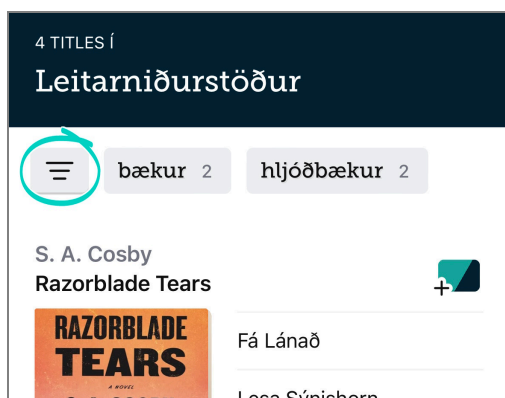 4 TITLES Í
Leitarniðurstöður
bækur 2 hljóðbækur 2
S. A. Cosby
Razorblade Tears
RAZORBLADE
TEARS
A NOVEL
Fá Lánað